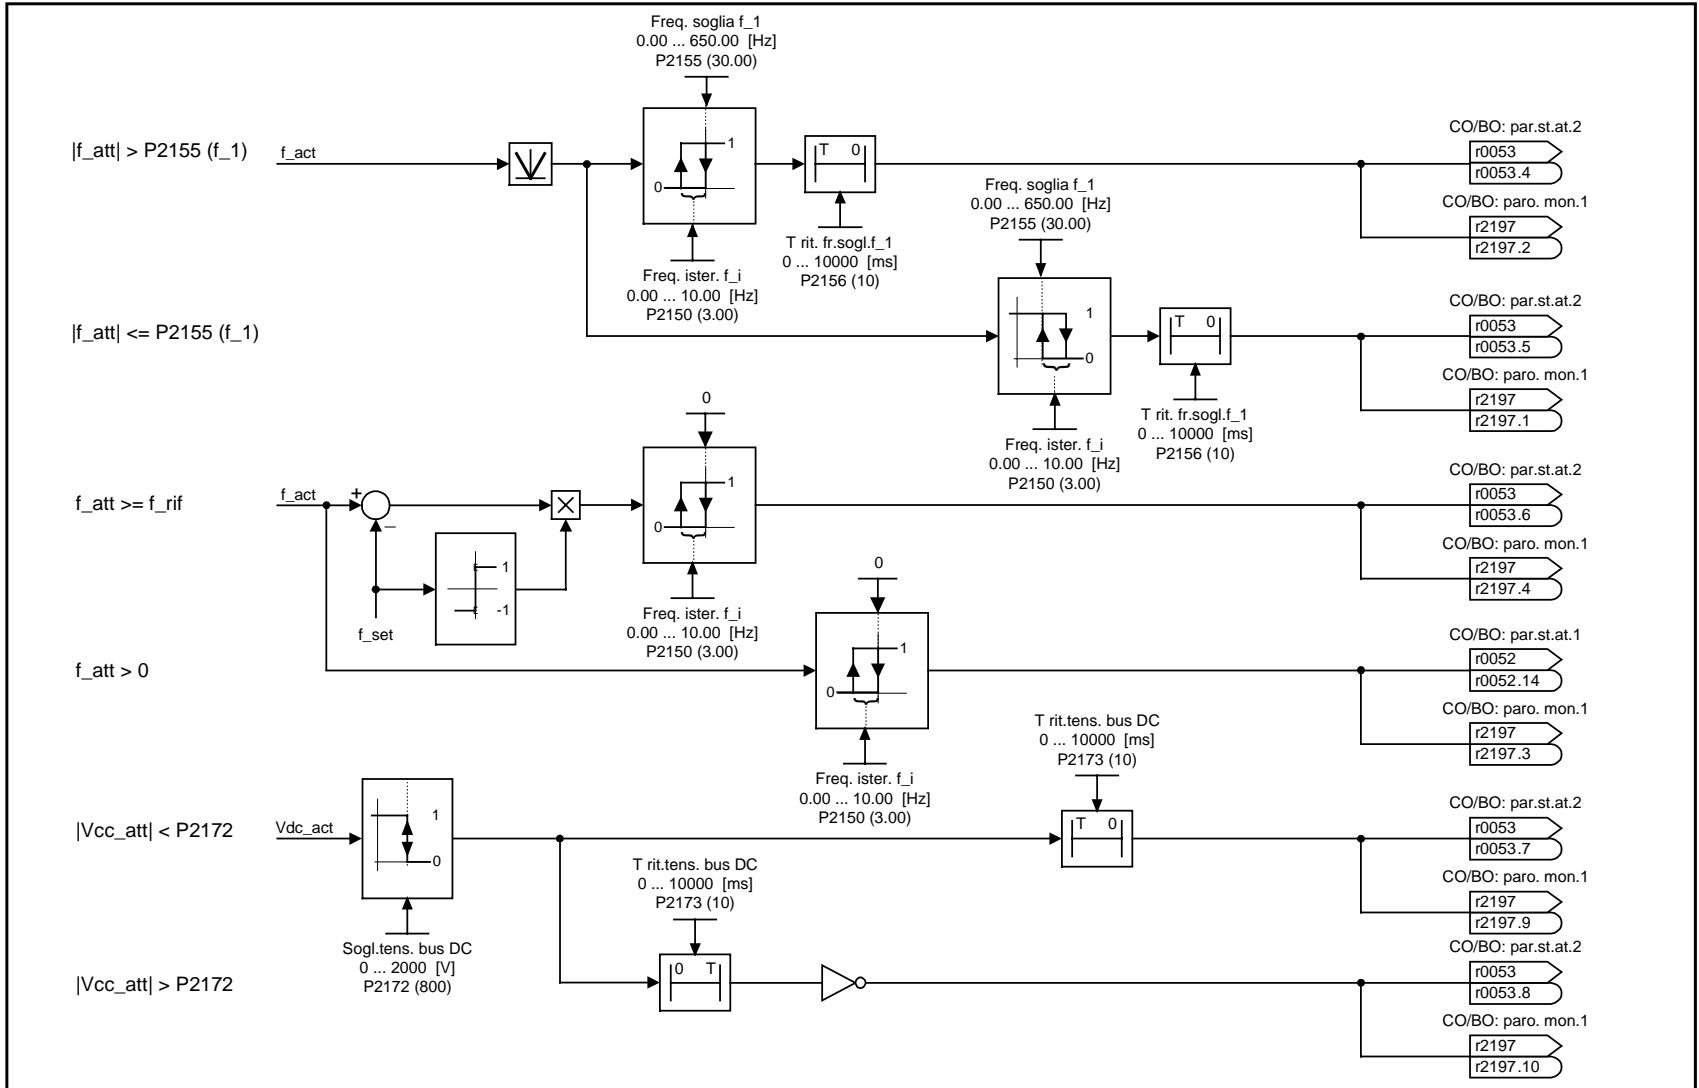 Freq. soglia f_1
0.00 ... 650.00 [Hz]
P2155 (30.00)
|f_att| > P2155 (f_1)
f_act
1
0
T 0
CO/BO: par.st.at.2
r0053
r0053.4
CO/BO: paro. mon.1
r2197
r2197.2
Freq. ister. f_i
0.00 ... 10.00 [Hz]
P2150 (3.00)
T rit. fr.sogl.f_1
0 ... 10000 [ms]
P2156 (10)
Freq. soglia f_1
0.00 ... 650.00 [Hz]
P2155 (30.00)
|f_att| <= P2155 (f_1)
1
0
T 0
CO/BO: par.st.at.2
r0053
r0053.5
CO/BO: paro. mon.1
r2197
r2197.1
Freq. ister. f_i
0.00 ... 10.00 [Hz]
P2150 (3.00)
T rit. fr.sogl.f_1
0 ... 10000 [ms]
P2156 (10)
0
f_att >= f_rif
f_act
+
–
1
-1
f_set
1
0
CO/BO: par.st.at.2
r0053
r0053.6
CO/BO: paro. mon.1
r2197
r2197.4
Freq. ister. f_i
0.00 ... 10.00 [Hz]
P2150 (3.00)
0
f_att > 0
1
0
CO/BO: par.st.at.1
r0052
r0052.14
CO/BO: paro. mon.1
r2197
r2197.3
Freq. ister. f_i
0.00 ... 10.00 [Hz]
P2150 (3.00)
T rit.tens. bus DC
0 ... 10000 [ms]
P2173 (10)
|Vcc_att| < P2172
Vdc_act
1
0
T 0
CO/BO: par.st.at.2
r0053
r0053.7
CO/BO: paro. mon.1
r2197
r2197.9
Sogl.tens. bus DC
0 ... 2000 [V]
P2172 (800)
T rit.tens. bus DC
0 ... 10000 [ms]
P2173 (10)
|Vcc_att| > P2172
0 T
CO/BO: par.st.at.2
r0053
r0053.8
CO/BO: paro. mon.1
r2197
r2197.10